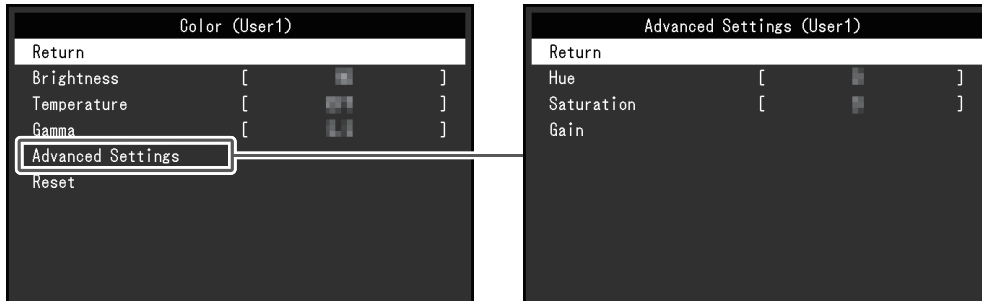 Color (User1)
Return
Brightness [ ]
Temperature [ ]
Gamma [ ]
Advanced Settings
Reset
Advanced Settings (User1)
Return
Hue [ ]
Saturation [ ]
Gain